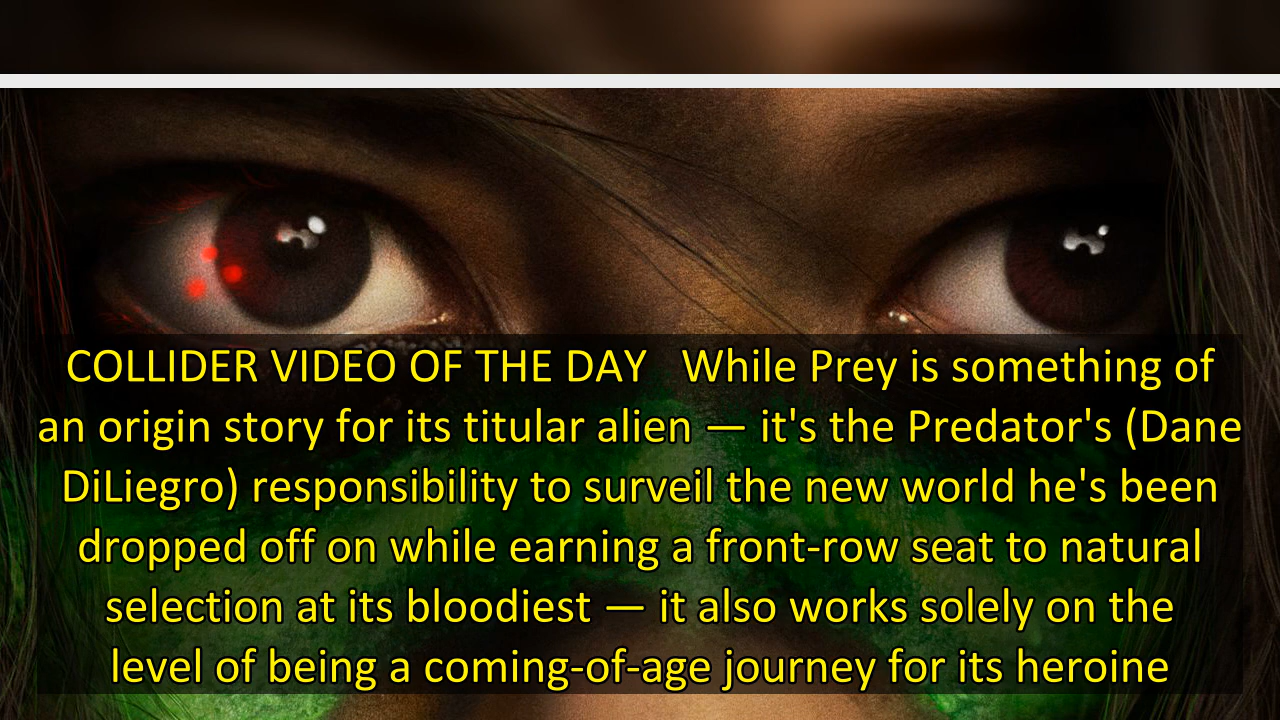 COLLIDER VIDEO OF THE DAY   While Prey is something of
an origin story for its titular alien — it's the Predator's (Dane
DiLiegro) responsibility to surveil the new world he's been
dropped off on while earning a front-row seat to natural
selection at its bloodiest — it also works solely on the
level of being a coming-of-age journey for its heroine